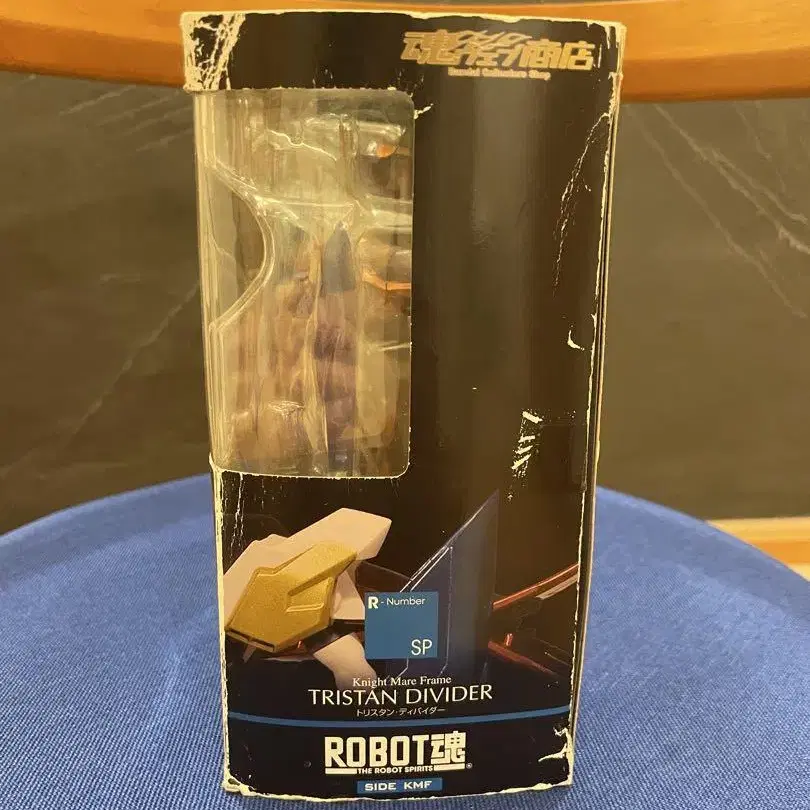 魂ウェブ商店
Tamashii Collectors Shop
R - Number
SP
Knight Mare Frame
TRISTAN DIVIDER
トリスタン・ディバイダー
ROBOT魂
THE ROBOT SPIRITS
SIDE KMF